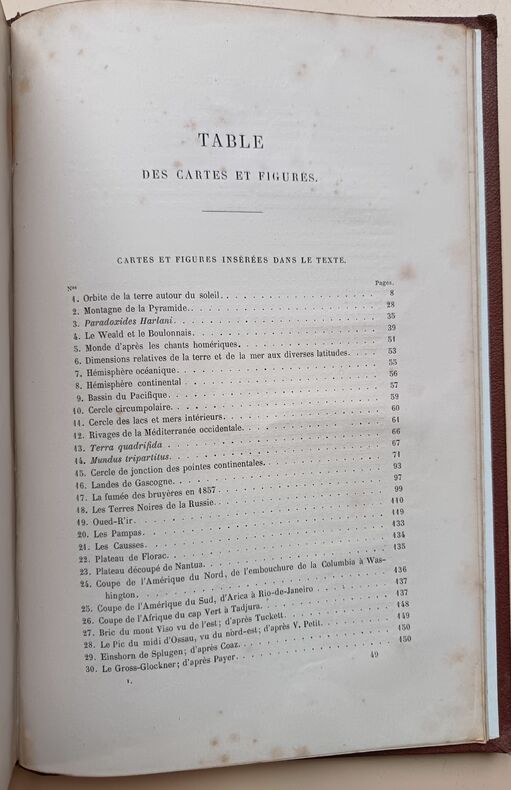 TABLE
DES CARTES ET FIGURES.
CARTES ET FIGURES INSÉRÉES DANS LE TEXTE.
Nos Pages.
1. Orbite de la terre autour du soleil. 8
2. Montagne de la Pyramide. 28
3. Paradoxides Harlani. 35
4. Le Weald et le Boulonnais. 39
5. Monde d'après les chants homériques. 51
6. Dimensions relatives de la terre et de la mer aux diverses latitudes. 53
7. Hémisphère océanique. 55
8. Hémisphère continental 56
9. Bassin du Pacifique. 57
10. Cercle circumpolaire. 59
11. Cercle des lacs et mers intérieurs. 60
12. Rivages de la Méditerranée occidentale. 61
13. Terra quadrifida 66
14. Mundus tripartitus. 67
15. Cercle de jonction des pointes continentales. 71
16. Landes de Gascogne. 93
17. La fumée des bruyères en 1857 97
18. Les Terres Noires de la Russie. 99
19. Oued-R'ir. 110
20. Les Pampas. 119
21. Les Causses. 133
22. Plateau de Florac. 134
23. Plateau découpé de Nantua. 135
24. Coupe de l'Amérique du Nord, de l'embouchure de la Columbia à Was-
hington. 136
25. Coupe de l'Amérique du Sud, d'Arica à Rio-de-Janeiro 137
26. Coupe de l'Afrique du cap Vert à Tadjura. 137
27. Bric du mont Viso vu de l'est; d'après Tuckett. 148
28. Le Pic du midi d'Ossau, vu du nord-est; d'après V. Petit. 149
29. Einshorn de Splugen; d'après Coaz. 150
30. Le Gross-Glockner; d'après Payer. 150
I. 49